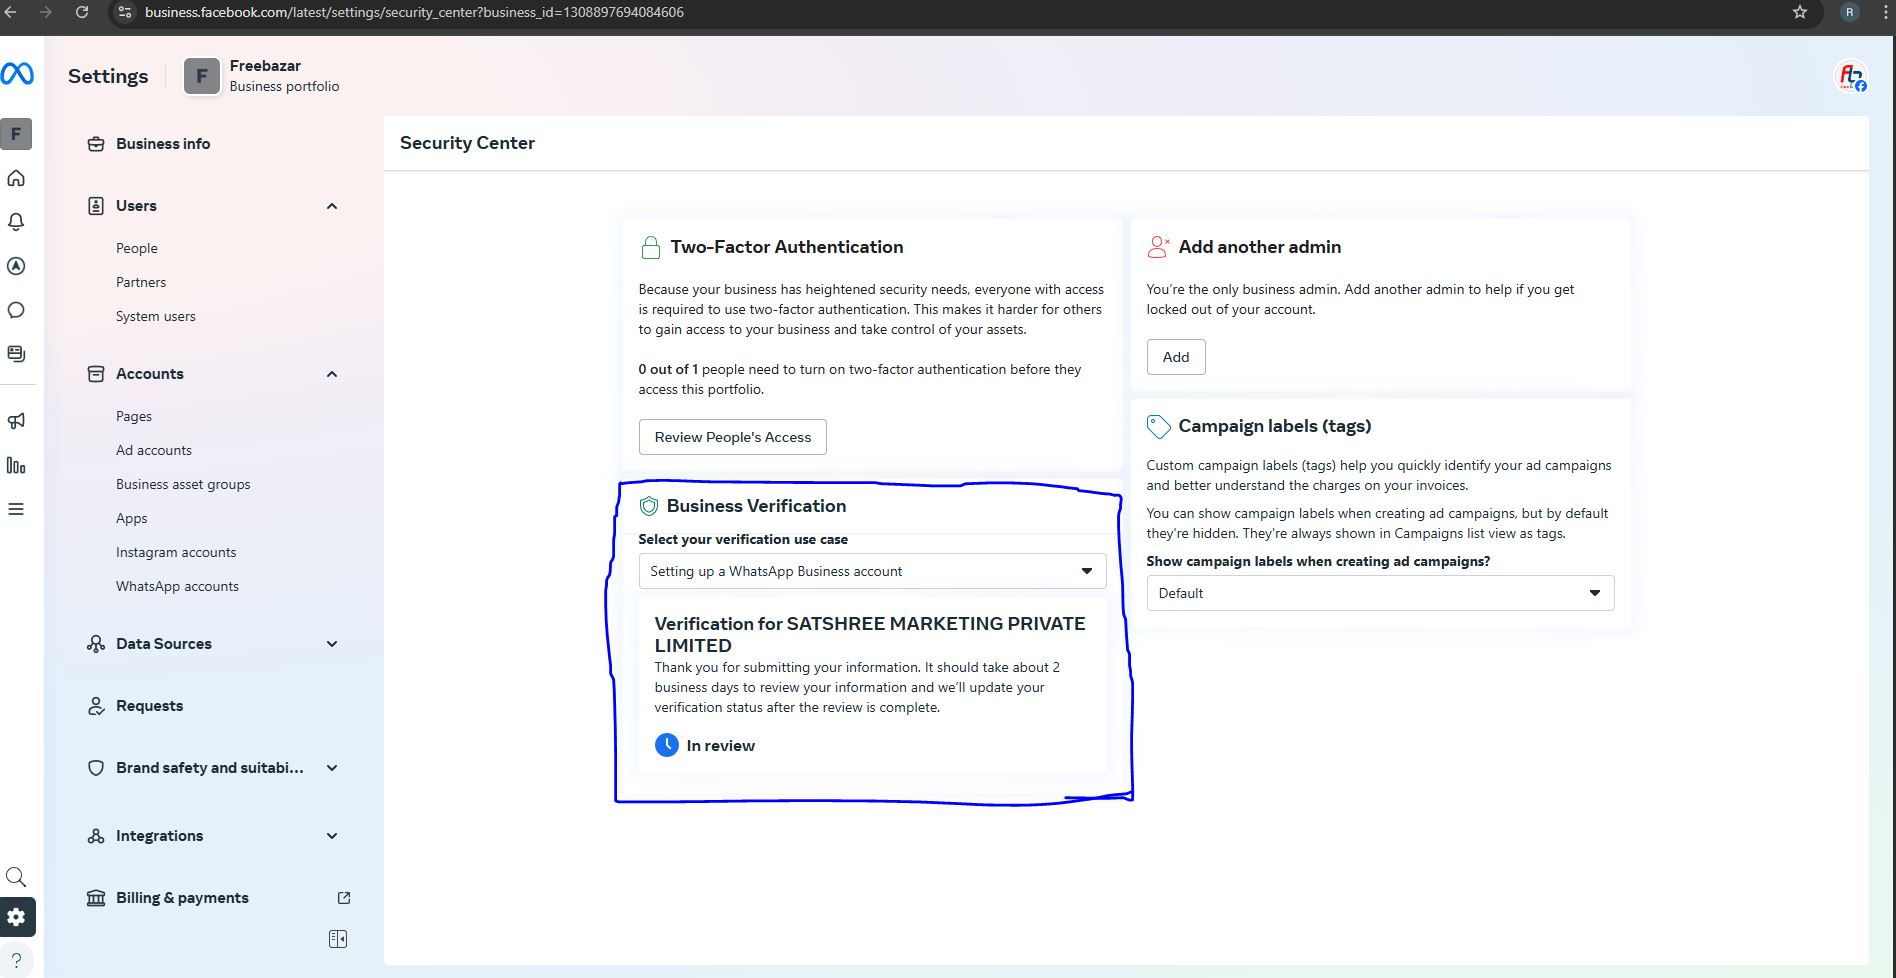 business.facebook.com/latest/settings/security_center?business_id=1308897694084606
R
Settings
F
Freebazar
Business portfolio
F
Business info
Users
People
Partners
System users
Accounts
Pages
Ad accounts
Business asset groups
Apps
Instagram accounts
WhatsApp accounts
Data Sources
Requests
Brand safety and suitabi...
Integrations
Billing & payments
?
Security Center
Two-Factor Authentication
Because your business has heightened security needs, everyone with access
is required to use two-factor authentication. This makes it harder for others
to gain access to your business and take control of your assets.
0 out of 1 people need to turn on two-factor authentication before they
access this portfolio.
Review People's Access
Business Verification
Select your verification use case
Setting up a WhatsApp Business account
Verification for SATSHREE MARKETING PRIVATE
LIMITED
Thank you for submitting your information. It should take about 2
business days to review your information and we'll update your
verification status after the review is complete.
In review
Add another admin
You're the only business admin. Add another admin to help if you get
locked out of your account.
Add
Campaign labels (tags)
Custom campaign labels (tags) help you quickly identify your ad campaigns
and better understand the charges on your invoices.
You can show campaign labels when creating ad campaigns, but by default
they're hidden. They're always shown in Campaigns list view as tags.
Show campaign labels when creating ad campaigns?
Default